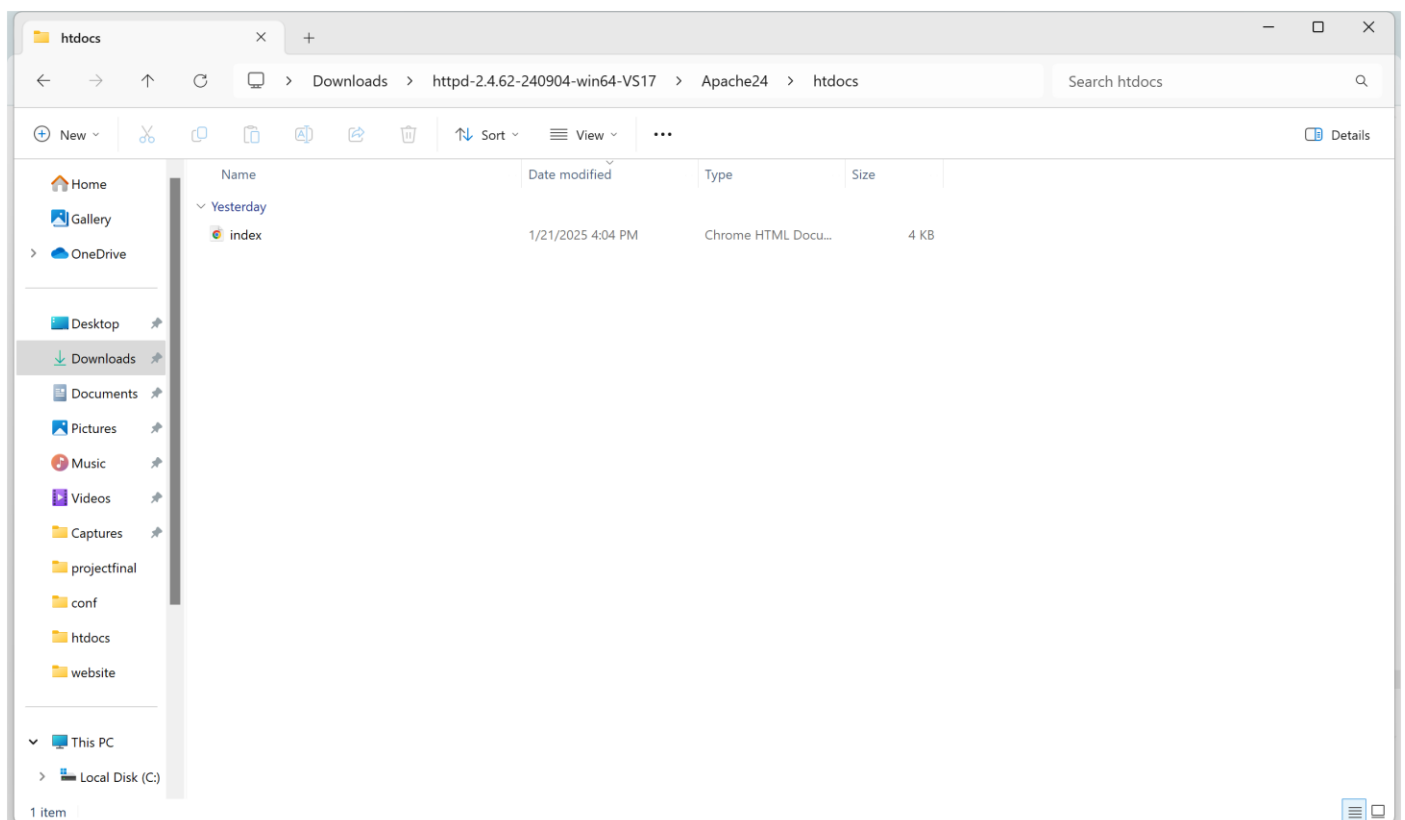 htdocs
Downloads > httpd-2.4.62-240904-win64-VS17 > Apache24 > htdocs
Search htdocs
New
Sort
View
Details
Name Date modified Type Size
Yesterday
index 1/21/2025 4:04 PM Chrome HTML Docu... 4 KB
Home
Gallery
OneDrive
Desktop
Downloads
Documents
Pictures
Music
Videos
Captures
projectfinal
conf
htdocs
website
This PC
Local Disk (C:)
1 item